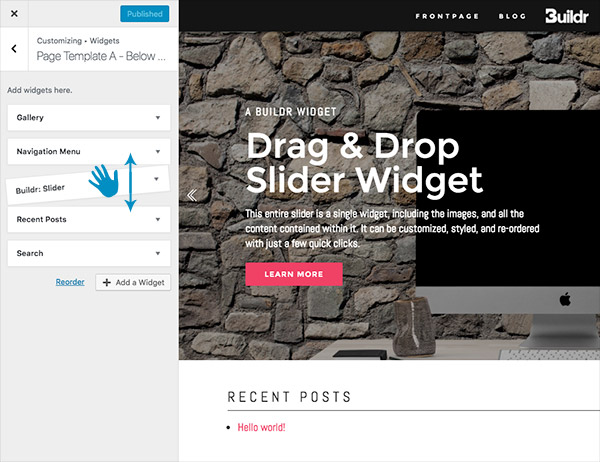 Published
Customizing • Widgets
Page Template A - Below ...
Add widgets here.
Gallery
Navigation Menu
Buildr: Slider
Recent Posts
Search
Reorder
+ Add a Widget
FRONTPAGE
BLOG
Buildr
A BUILDR WIDGET
Drag & Drop
Slider Widget
This entire slider is a single widget, including the images, and all the
content contained within it. It can be customized, styled, and re-ordered
with just a few quick clicks.
LEARN MORE
RECENT POSTS
Hello world!